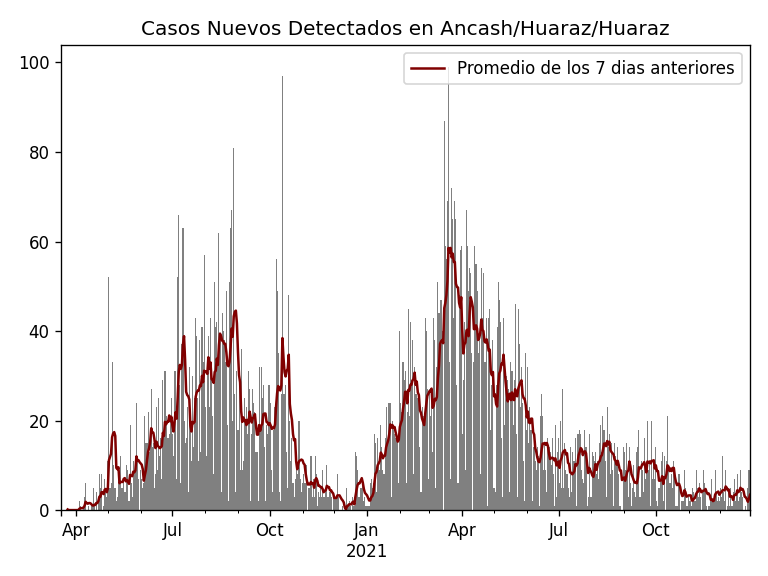 Casos Nuevos Detectados en Ancash/Huaraz/Huaraz
Promedio de los 7 dias anteriores
100
80
60
40
20
0
Apr Jul Oct Jan Apr Jul Oct
2021